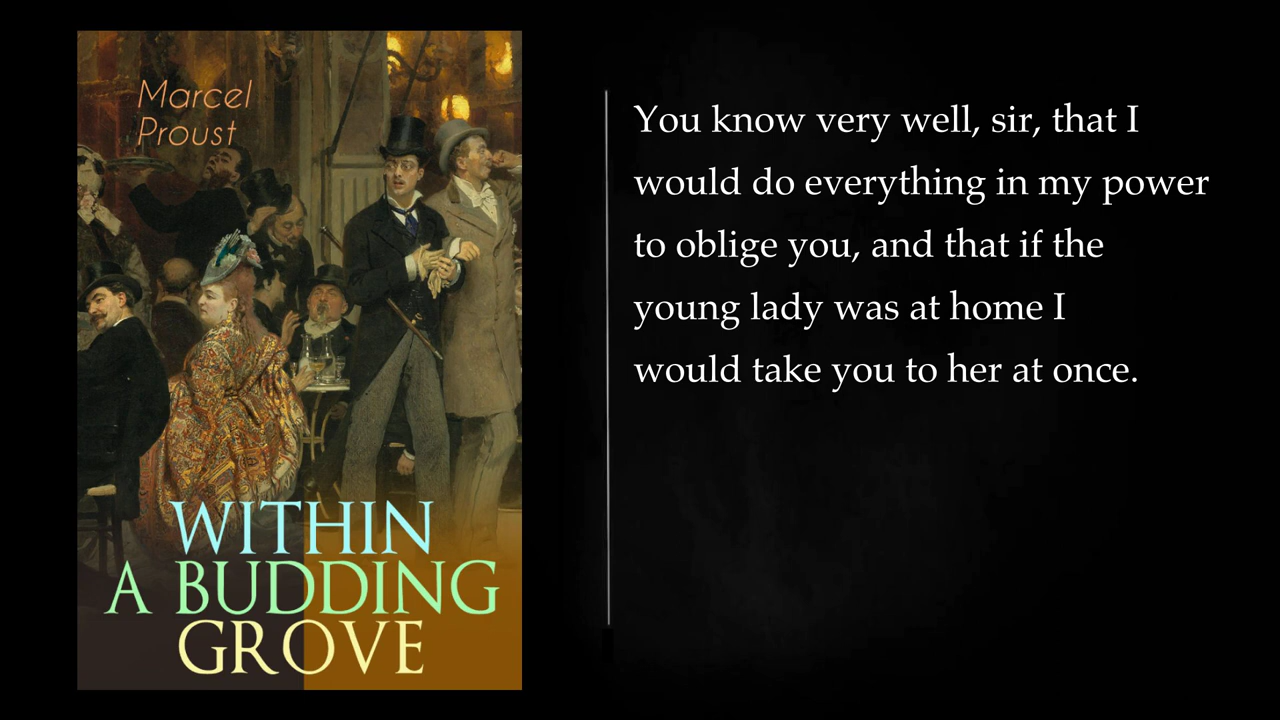 Marcel
Proust
WITHIN
A BUDDING
GROVE
You know very well, sir, that I
would do everything in my power
to oblige you, and that if the
young lady was at home I
would take you to her at once.